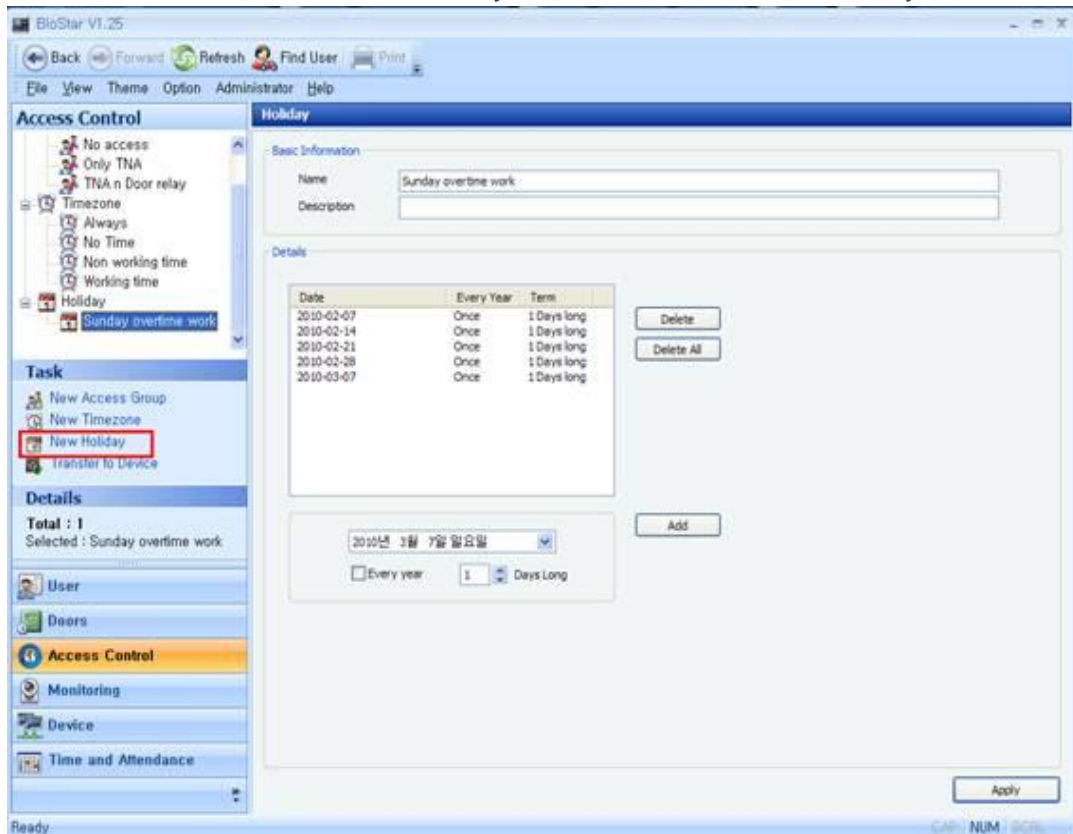 BioStar V1.25
Back Forward Refresh Find User Print
File View Theme Option Administrator Help
Access Control
No access
Only TNA
TNA n Door relay
Timezone
Always
No Time
Non working time
Working time
Holiday
Sunday overtime work
Task
New Access Group
New Timezone
New Holiday
Transfer to Device
Details
Total : 1
Selected : Sunday overtime work
User
Doors
Access Control
Monitoring
Device
Time and Attendance
Ready
Holiday
Basic Information
Name Sunday overtime work
Description
Details
Date Every Year Term
2010-02-07 Once 1 Days long
2010-02-14 Once 1 Days long
2010-02-21 Once 1 Days long
2010-02-28 Once 1 Days long
2010-03-07 Once 1 Days long
Delete
Delete All
2010년 3월 7일 일요일
Add
Every year 1 Days Long
Apply
CAP NUM SCRL